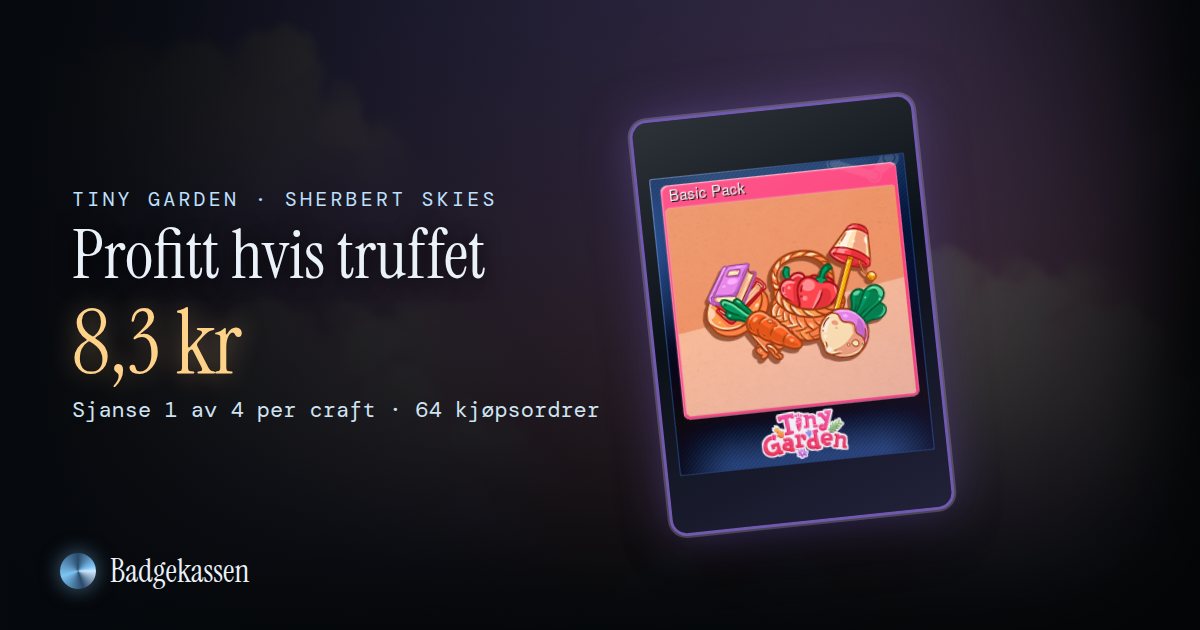 TINY GARDEN · SHERBERT SKIES
Profitt hvis truffet
8,3 kr
Sjanse 1 av 4 per craft · 64 kjøpsordrer
Basic Pack
Tiny
Garden
Badgekassen